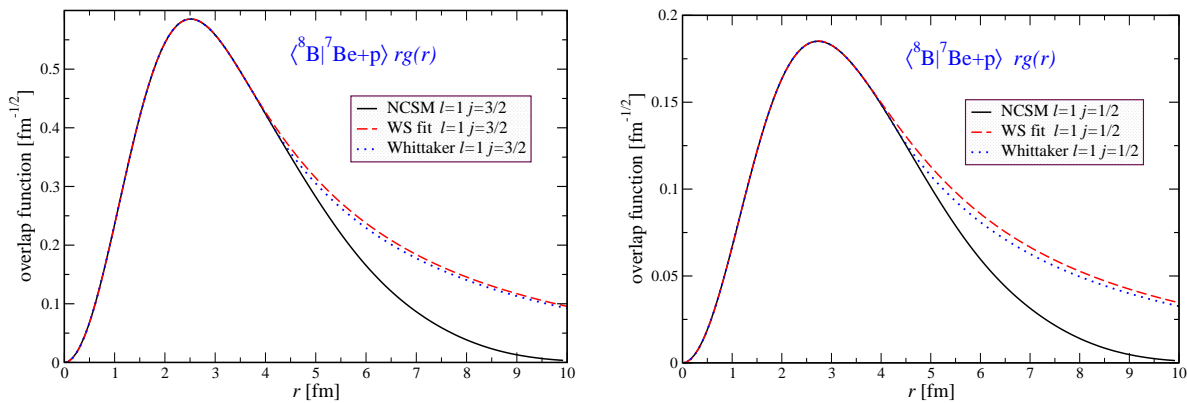 ⟨⁸B|⁷Be+p⟩ rg(r)
NCSM l=1 j=3/2
WS fit l=1 j=3/2
Whittaker l=1 j=3/2
overlap function [fm⁻¹/²]
0.5
0.4
0.3
0.2
0.1
0
0 1 2 3 4 5 6 7 8 9 10
r [fm]
⟨⁸B|⁷Be+p⟩ rg(r)
NCSM l=1 j=1/2
WS fit l=1 j=1/2
Whittaker l=1 j=1/2
overlap function [fm⁻¹/²]
0.2
0.15
0.1
0.05
0
0 1 2 3 4 5 6 7 8 9 10
r [fm]